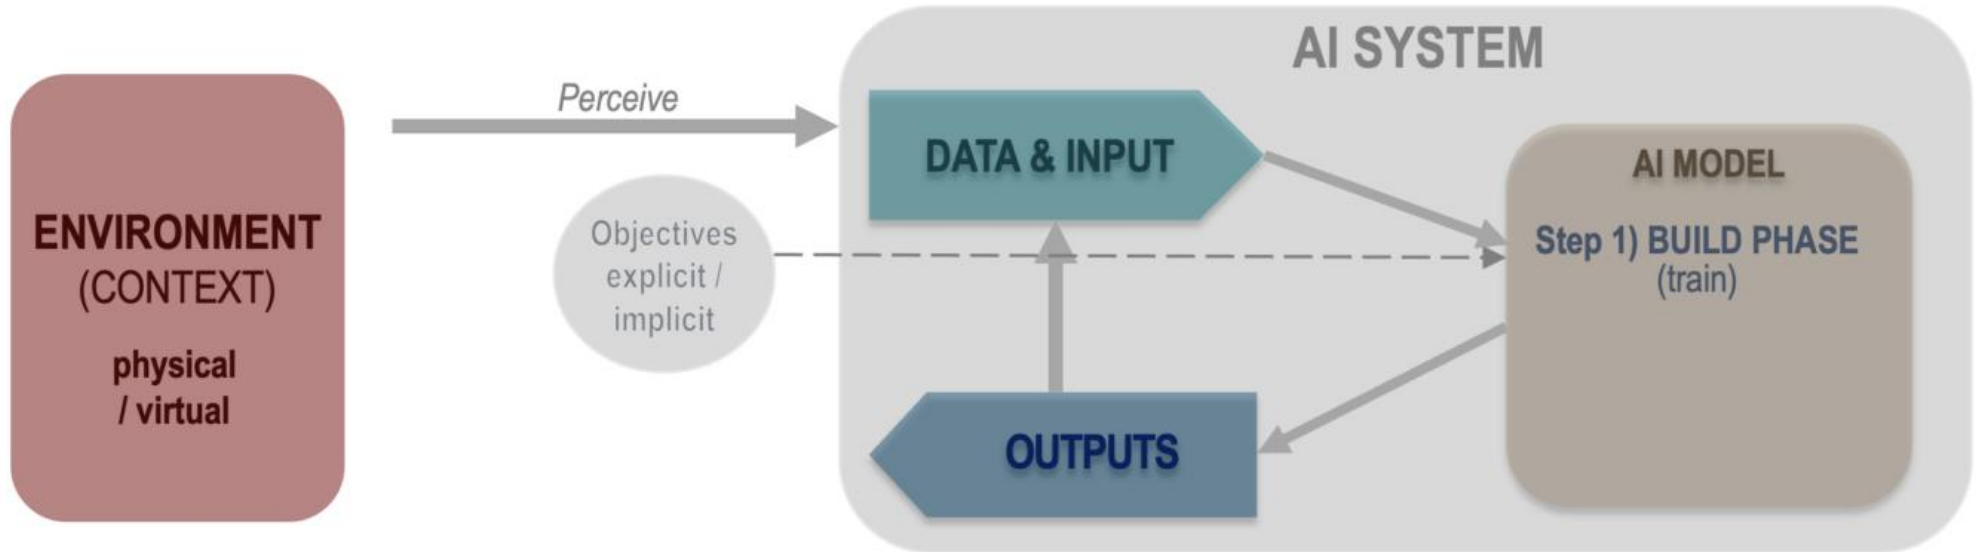 AI SYSTEM
Perceive
DATA & INPUT
AI MODEL
ENVIRONMENT
(CONTEXT)
physical
/ virtual
Objectives
explicit /
implicit
Step 1) BUILD PHASE
(train)
OUTPUTS